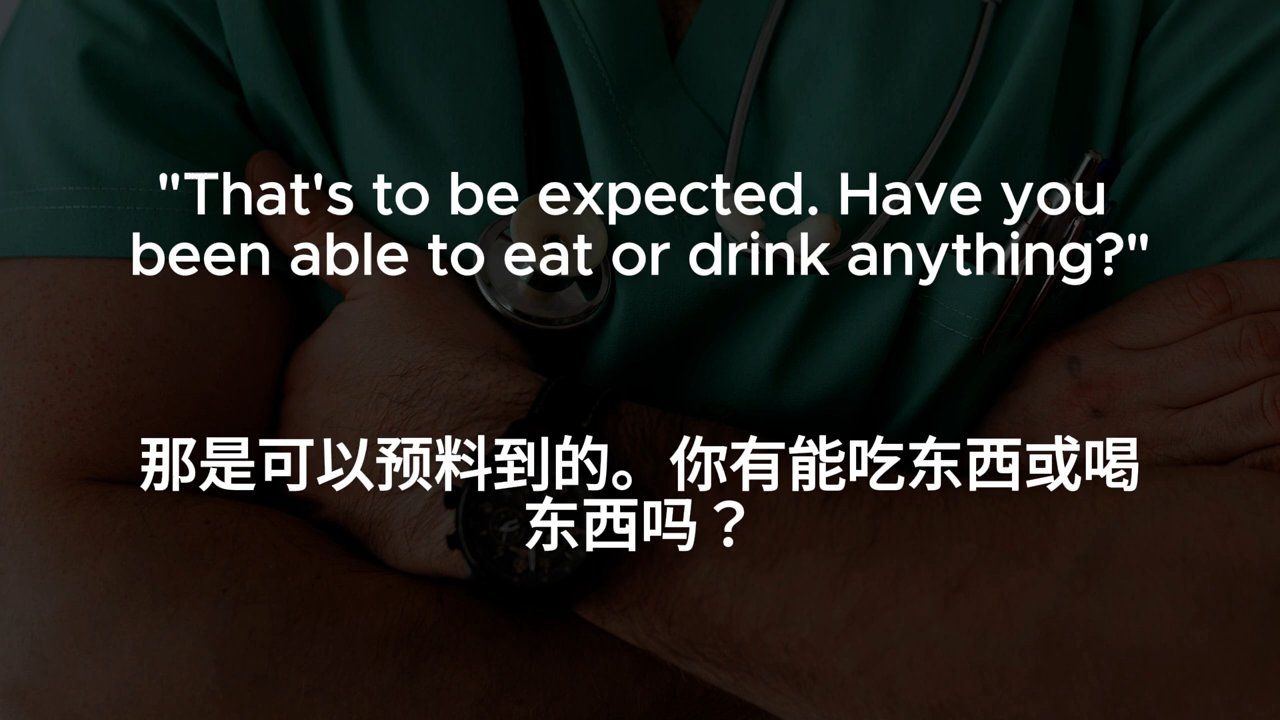 "That's to be expected. Have you
been able to eat or drink anything?"
那是可以预料到的。你有能吃东西或喝
东西吗？